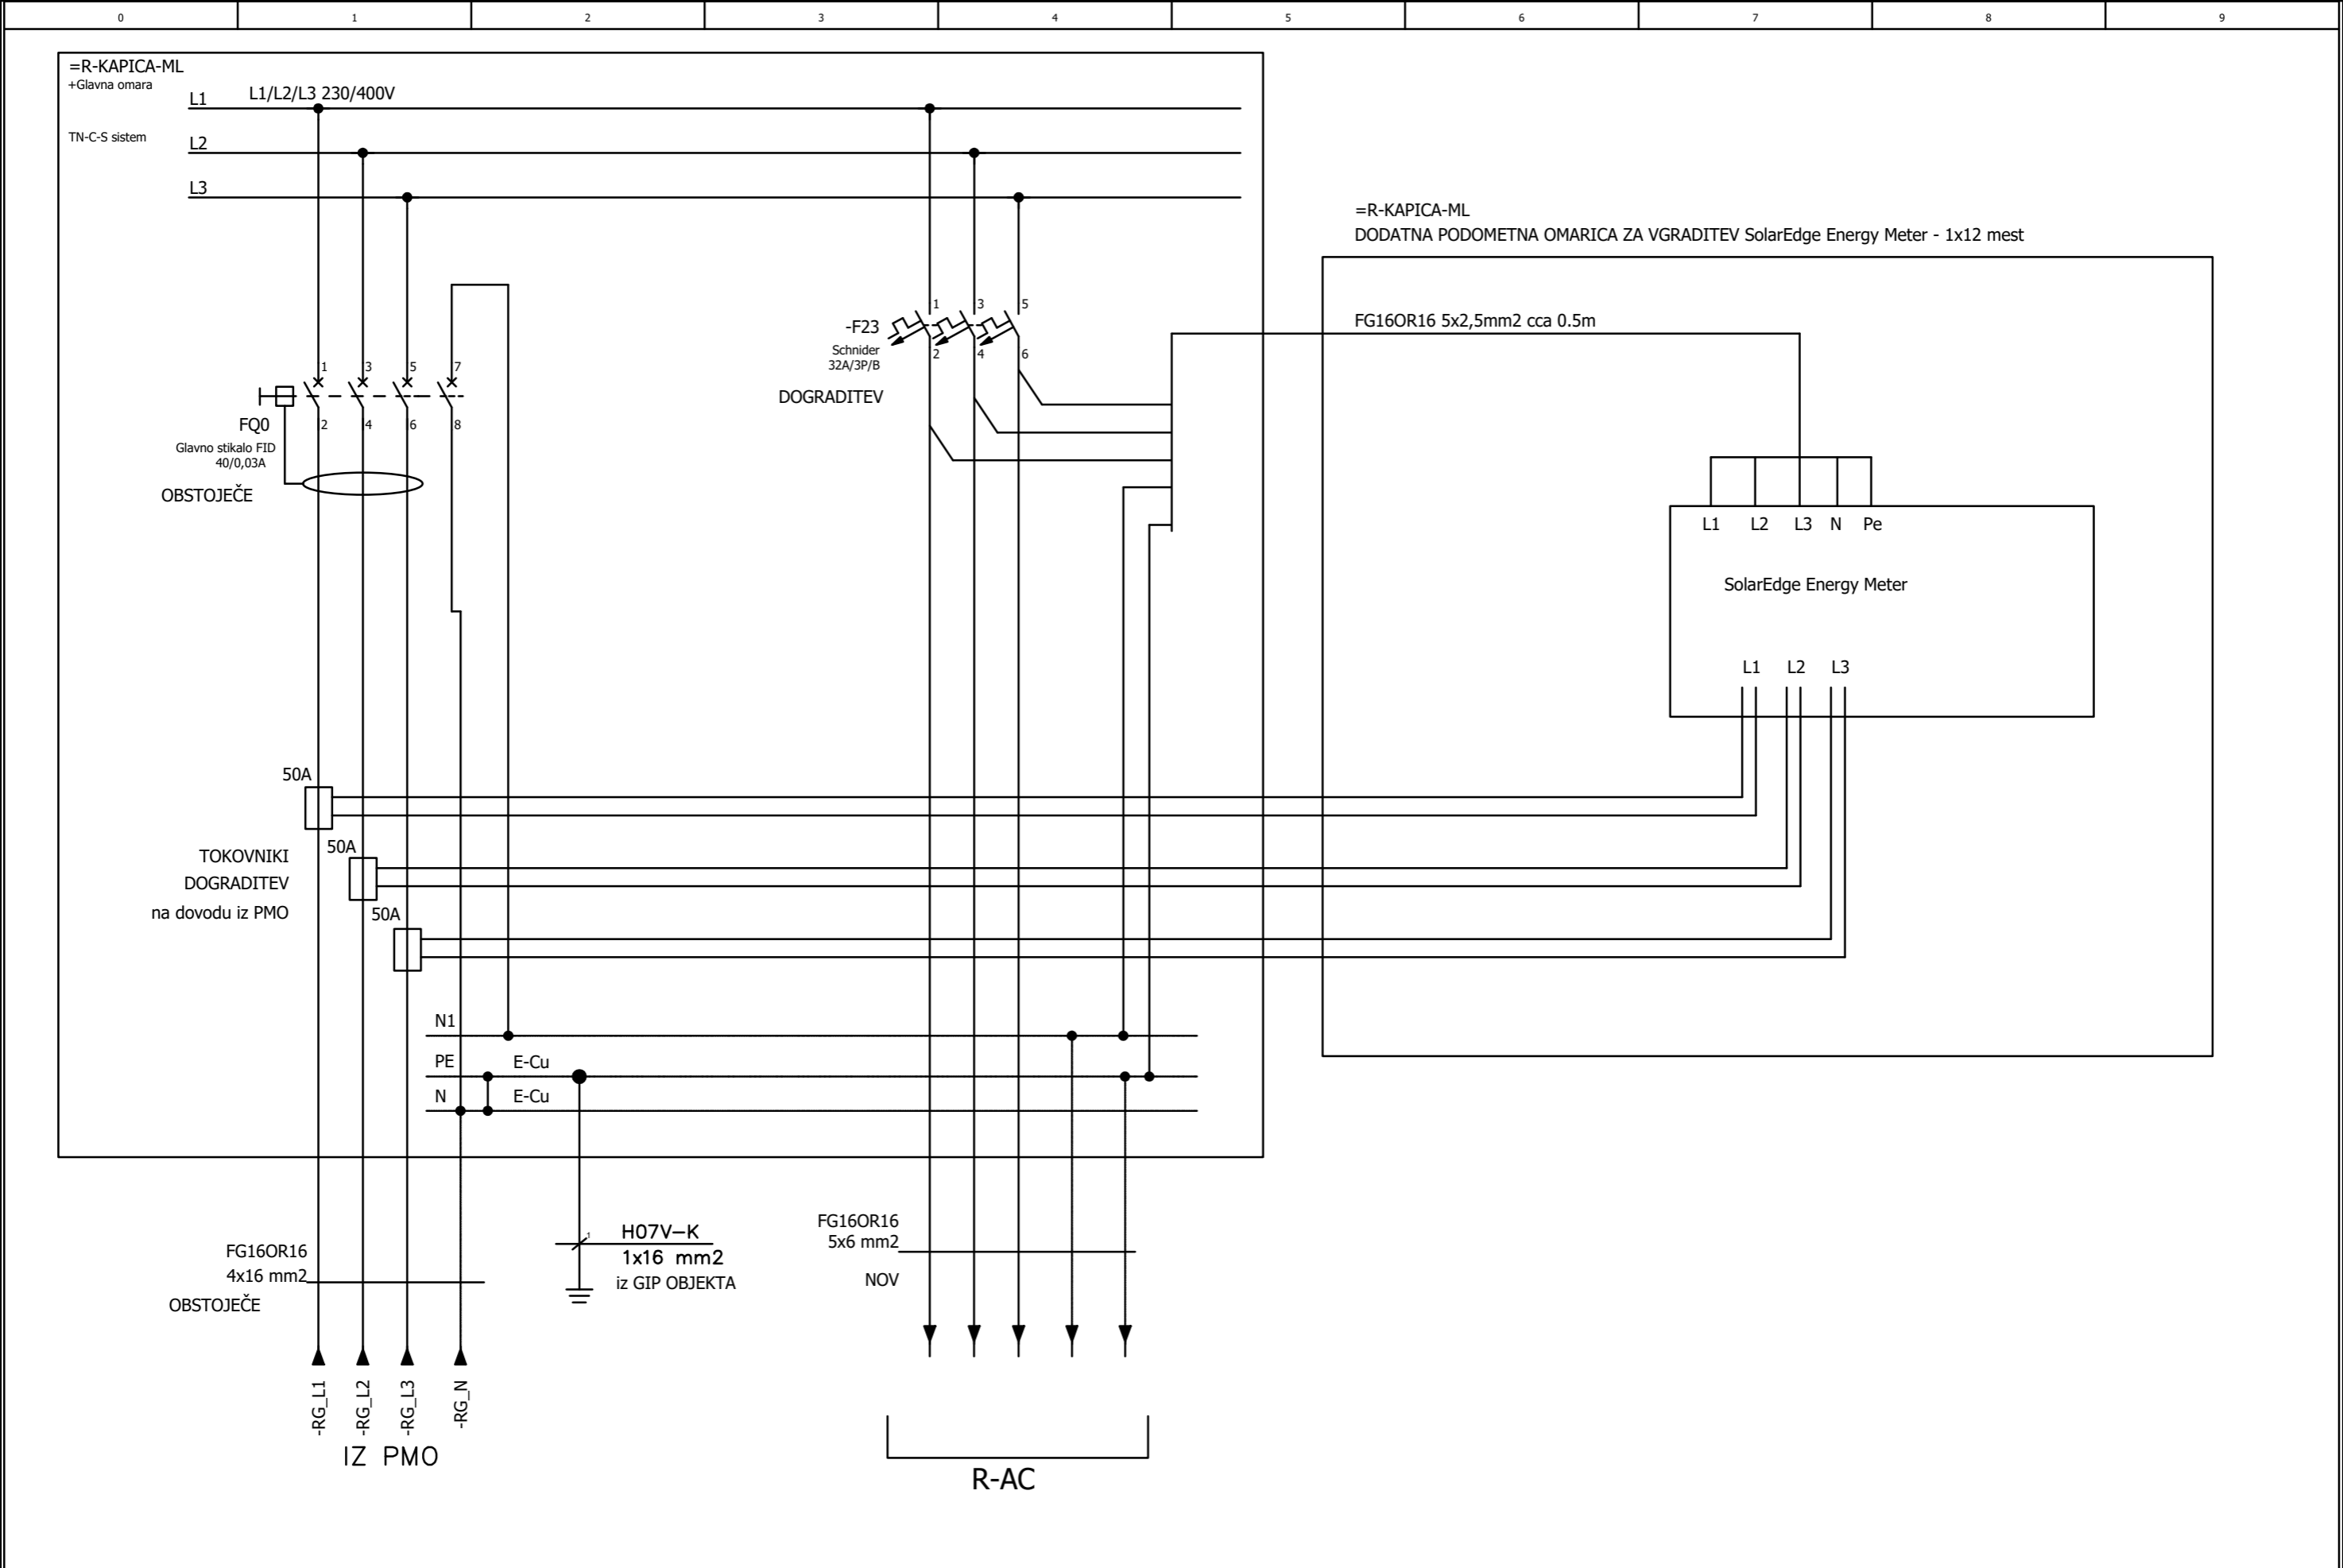 0 1 2 3 4 5 6 7 8 9
=R-KAPICA-ML
+Glavna omara
L1 L1/L2/L3 230/400V
TN-C-S sistem
L2
L3
=R-KAPICA-ML
DODATNA PODOMETNA OMARICA ZA VGRADITEV SolarEdge Energy Meter - 1x12 mest
1 3 5
-F23
Schnider
32A/3P/B
2 4 6
DOGRADITEV
FG16OR16 5x2,5mm2 cca 0.5m
1 3 5 7
2 4 6 8
FQ0
Glavno stikalo FID
40/0,03A
OBSTOJEČE
L1 L2 L3 N Pe
SolarEdge Energy Meter
L1 L2 L3
50A
50A
50A
TOKOVNIKI
DOGRADITEV
na dovodu iz PMO
N1
PE E-Cu
N E-Cu
FG16OR16
4x16 mm2
OBSTOJEČE
1
H07V-K
1x16 mm2
iz GIP OBJEKTA
FG16OR16
5x6 mm2
NOV
-RG_L1
-RG_L2
-RG_L3
-RG_N
IZ PMO
R-AC